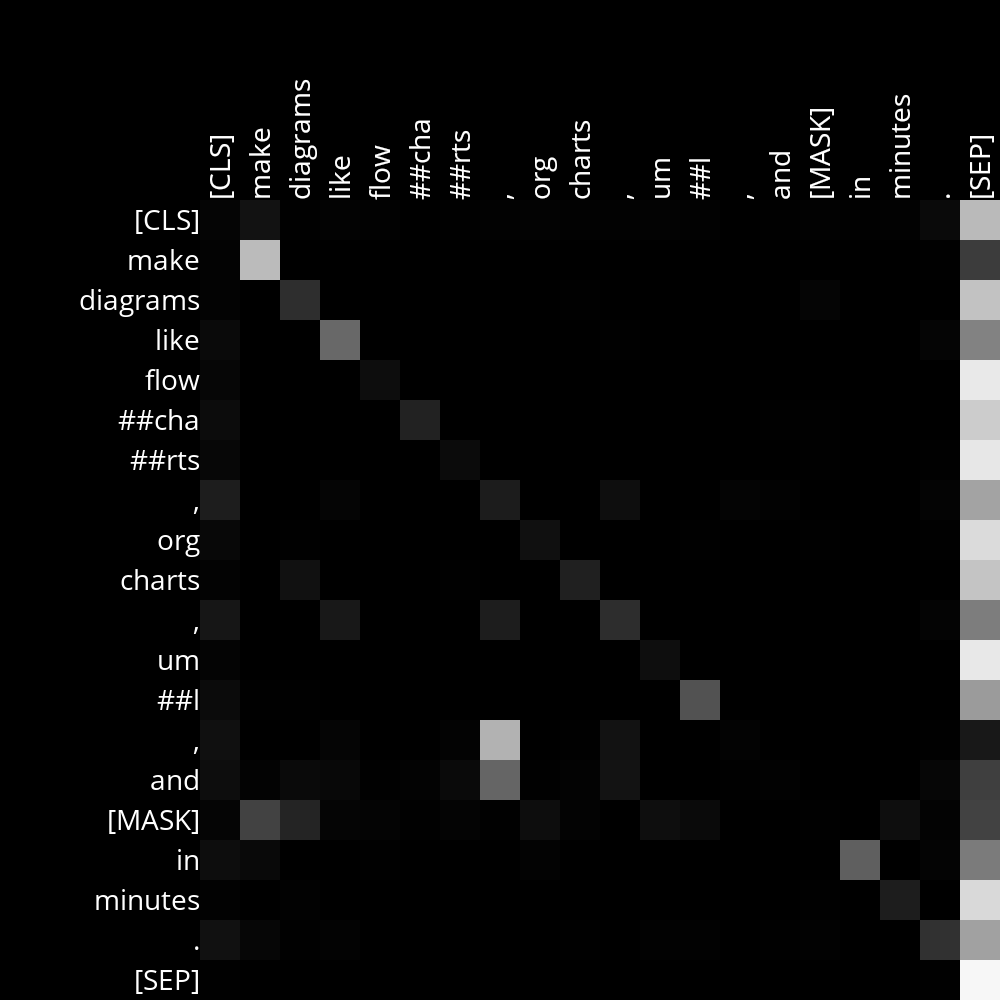 [CLS] make diagrams like flow ##cha ##rts , org charts , um ##l , and [MASK] in minutes . [SEP]
[CLS]
make
diagrams
like
flow
##cha
##rts
,
org
charts
,
um
##l
,
and
[MASK]
in
minutes
.
[SEP]